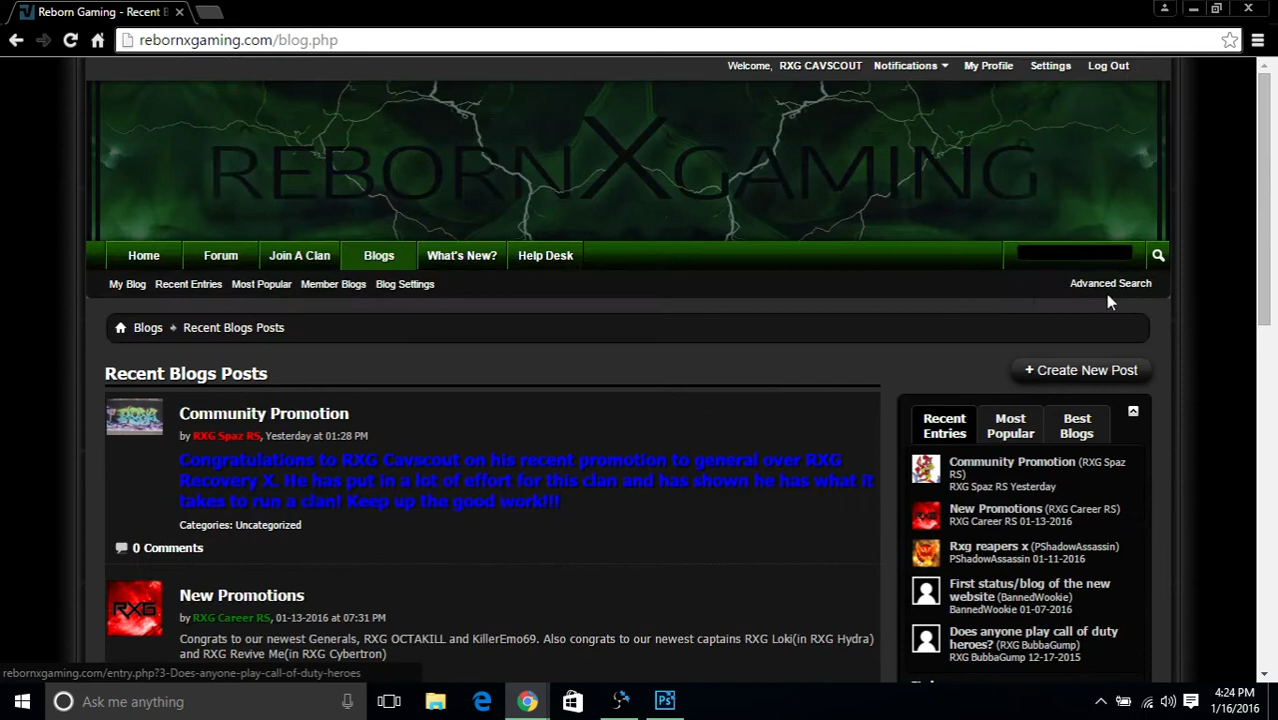 Reborn Gaming - Recent B
rebornxgaming.com/blog.php
Welcome, RXG CAVSCOUT Notifications My Profile Settings Log Out
REBORNXGAMING
Home Forum Join A Clan Blogs What's New? Help Desk
My Blog Recent Entries Most Popular Member Blogs Blog Settings Advanced Search
Blogs Recent Blogs Posts
Recent Blogs Posts
+ Create New Post
Community Promotion
by RXG Spaz RS, Yesterday at 01:28 PM
Congratulations to RXG Cavscout on his recent promotion to general over RXG
Recovery X. He has put in a lot of effort for this clan and has shown he has what it
takes to run a clan! Keep up the good work!!!
Categories: Uncategorized
0 Comments
RXG
New Promotions
by RXG Career RS, 01-13-2016 at 07:31 PM
Congrats to our newest Generals, RXG OCTAKILL and KillerEmo69. Also congrats to our newest captains RXG Loki(in RXG Hydra)
and RXG Revive Me(in RXG Cybertron)
Recent Entries
Most Popular
Best Blogs
Community Promotion (RXG Spaz
RS)
RXG Spaz RS Yesterday
RXG
New Promotions (RXG Career RS)
RXG Career RS 01-13-2016
Rxg reapers x (PShadowAssassin)
PShadowAssassin 01-11-2016
First status/blog of the new
website (BannedWookie)
BannedWookie 01-07-2016
Does anyone play call of duty
heroes? (RXG BubbaGump)
RXG BubbaGump 12-17-2015
rebornxgaming.com/entry.php?3-Does-anyone-play-call-of-duty-heroes
Ask me anything
Ps
4:24 PM
1/16/2016